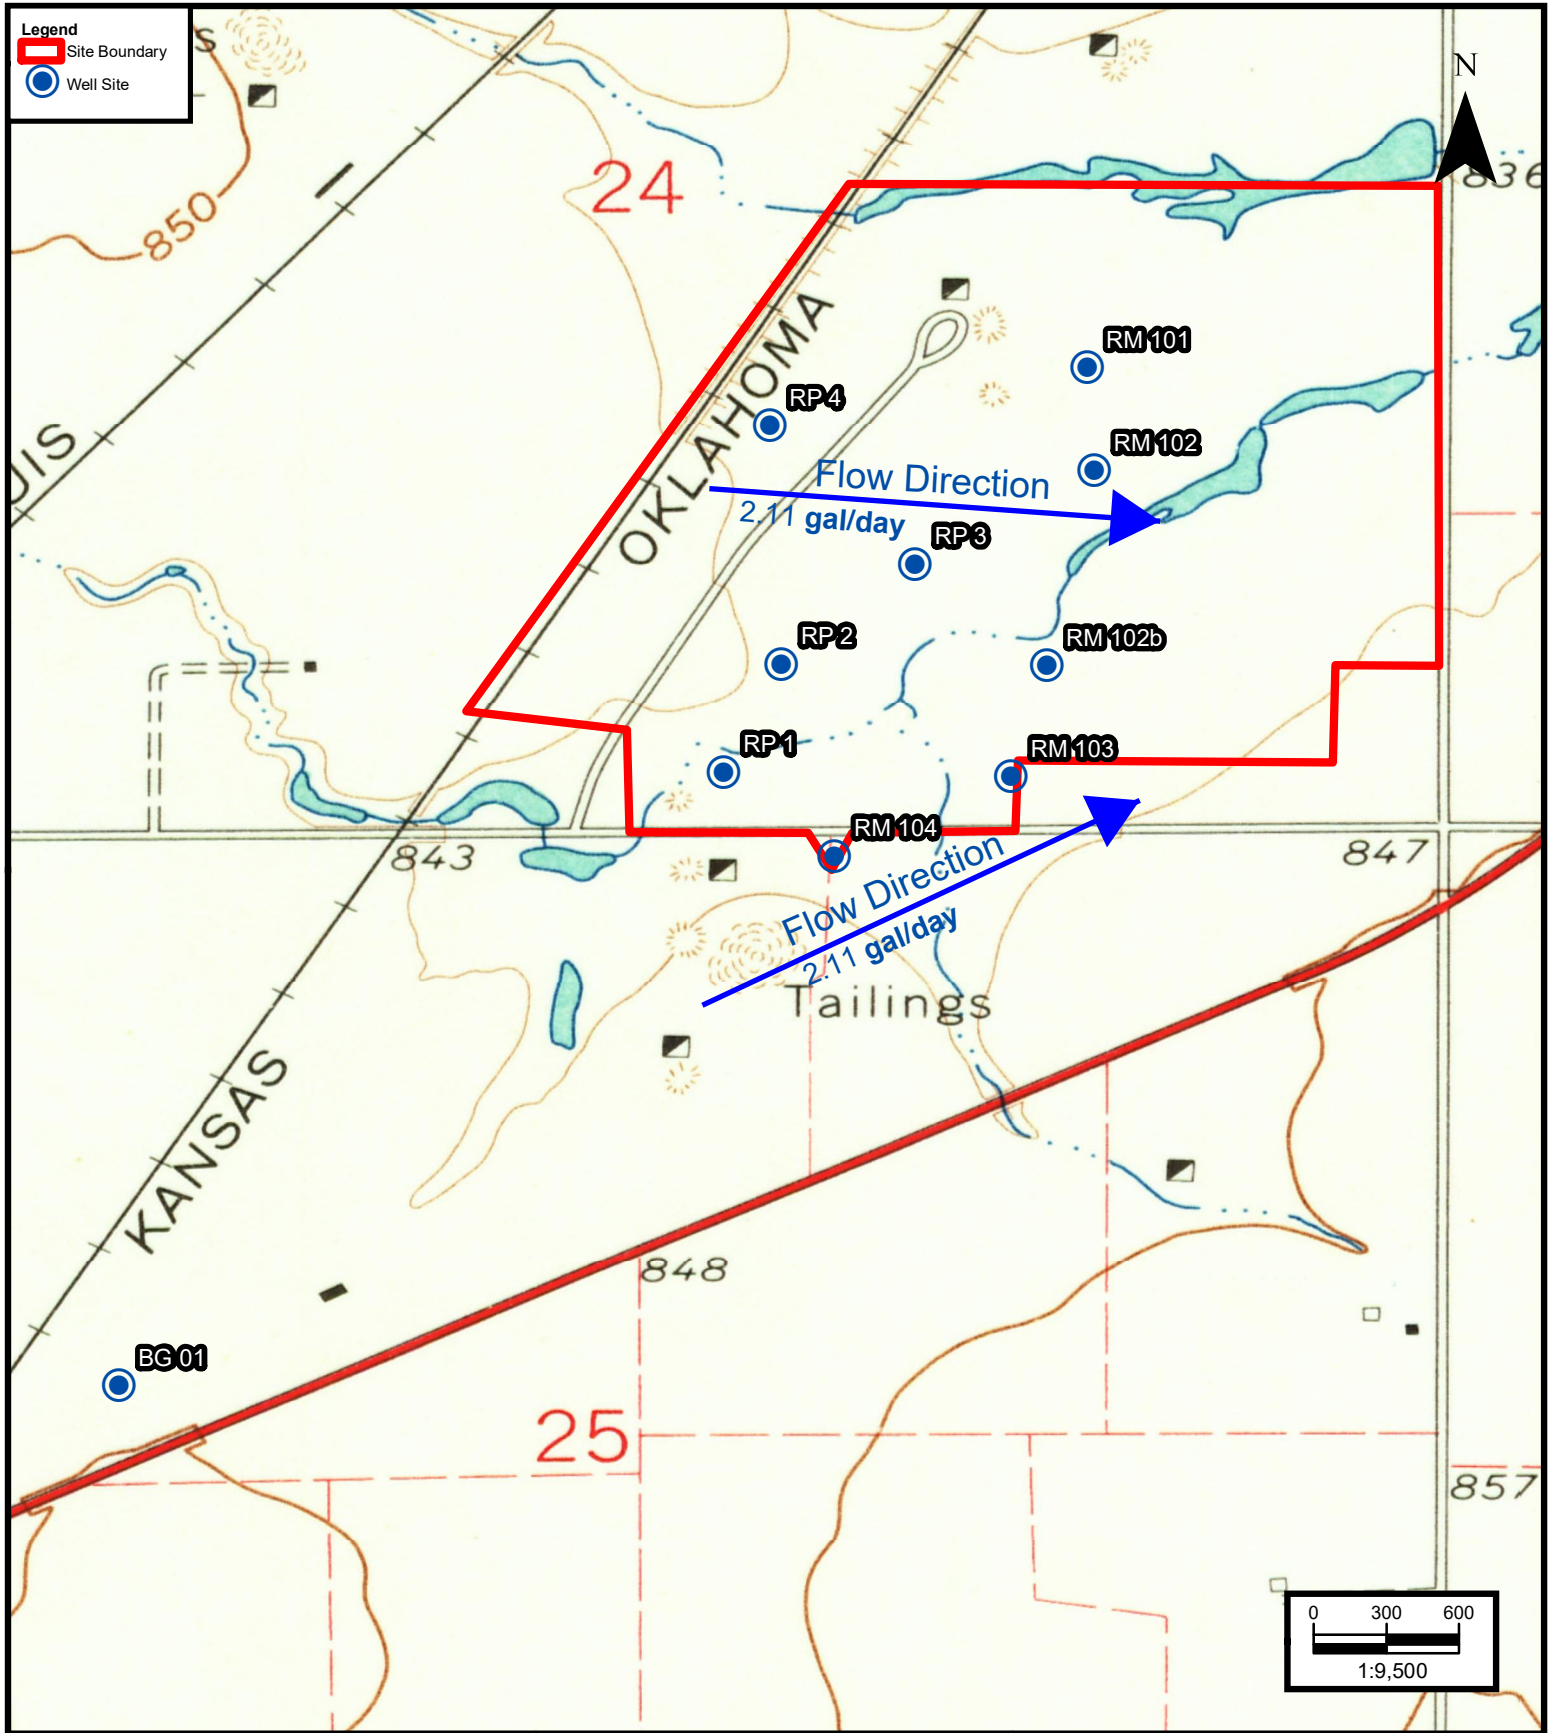 Legend
Site Boundary
Well Site
S
N
836
24
850
OKLAHOMA
RM 101
RP 4
UIS
RM 102
Flow Direction
2.11 gal/day
RP 3
RP 2
RM 102b
RP 1
RM 103
RM 104
843
847
Flow Direction
2.11 gal/day
Tailings
KANSAS
848
BG 01
25
857
0 300 600
1:9,500